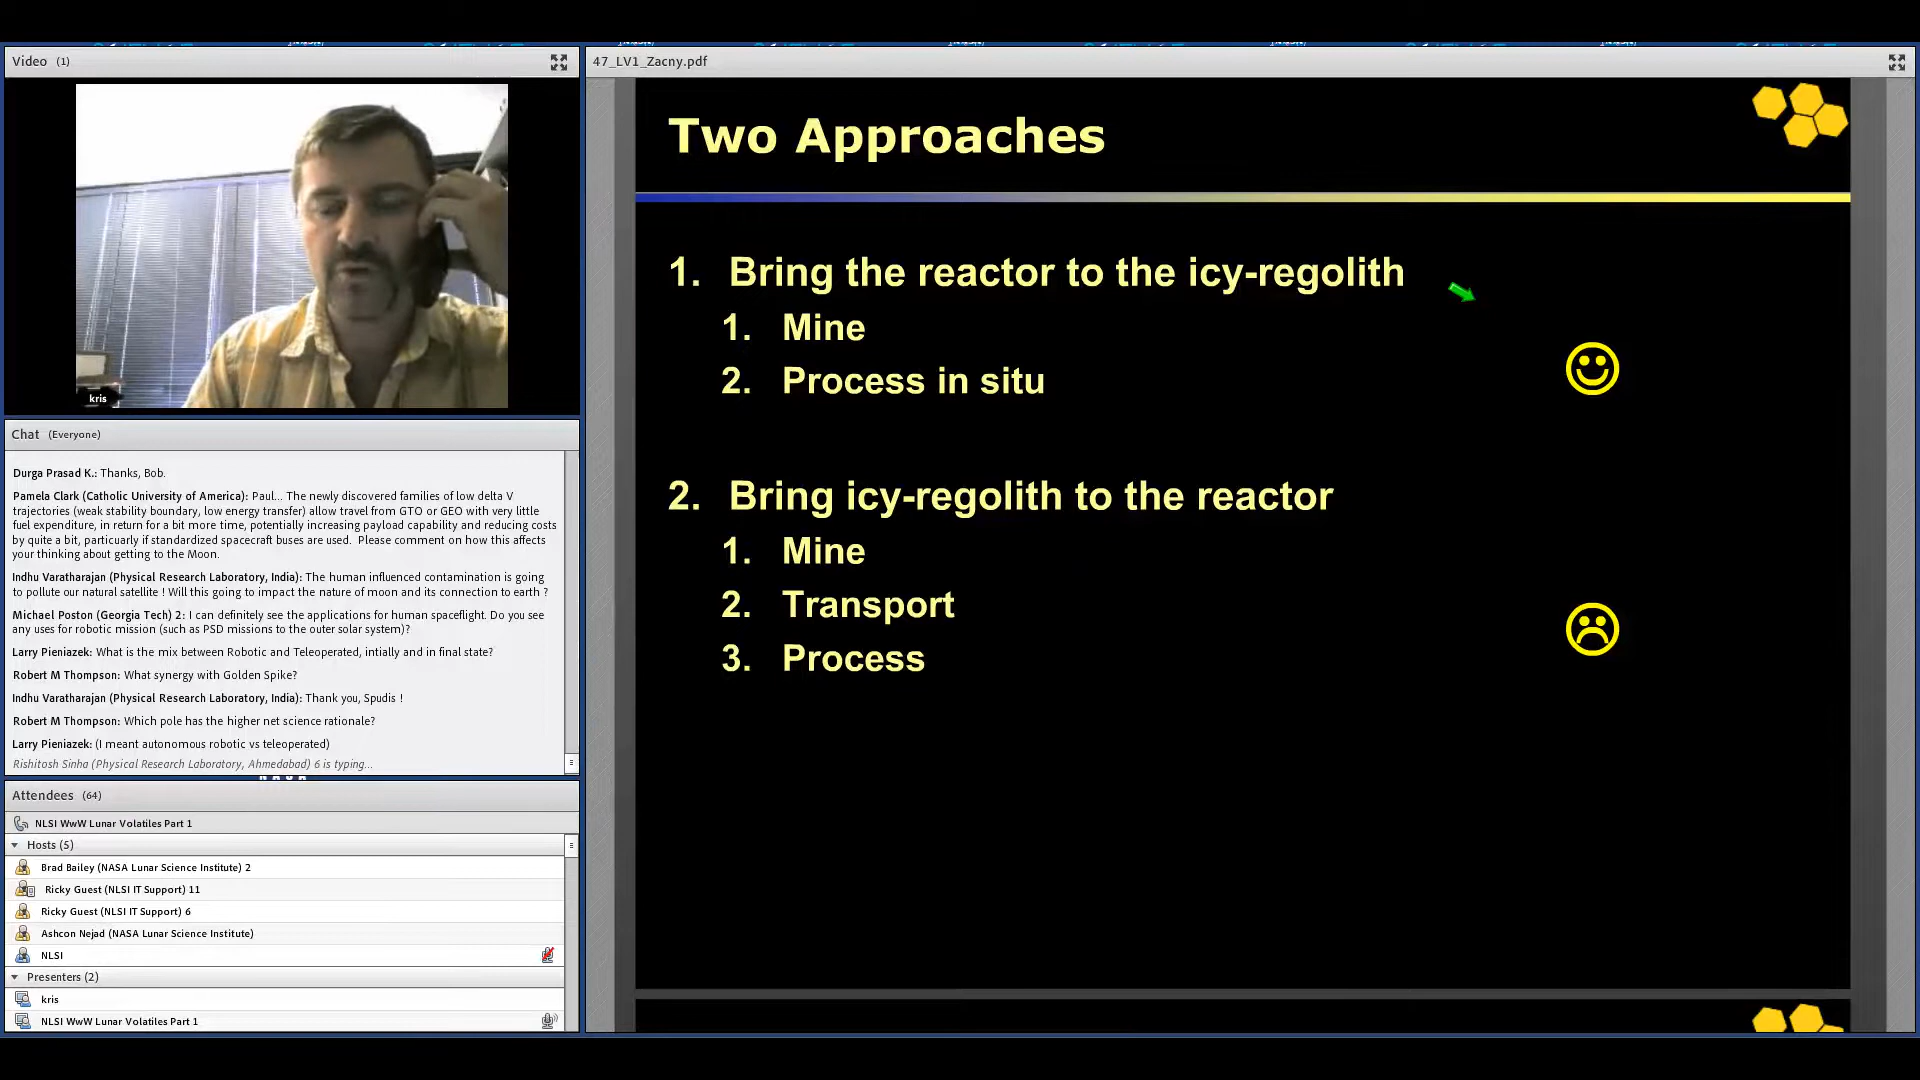 Video (1)
kris
Chat (Everyone)
Durga Prasad K.: Thanks, Bob.
Pamela Clark (Catholic University of America): Paul... The newly discovered families of low delta V
trajectories (weak stability boundary, low energy transfer) allow travel from GTO or GEO with very little
fuel expenditure, in return for a bit more time, potentially increasing payload capability and reducing costs
by quite a bit, particuarly if standardized spacecraft buses are used. Please comment on how this affects
your thinking about getting to the Moon.
Indhu Varatharajan (Physical Research Laboratory, India): The human influenced contamination is going
to pollute our natural satellite ! Will this going to impact the nature of moon and its connection to earth ?
Michael Poston (Georgia Tech) 2: I can definitely see the applications for human spaceflight. Do you see
any uses for robotic mission (such as PSD missions to the outer solar system)?
Larry Pieniazek: What is the mix between Robotic and Teleoperated, intially and in final state?
Robert M Thompson: What synergy with Golden Spike?
Indhu Varatharajan (Physical Research Laboratory, India): Thank you, Spudis !
Robert M Thompson: Which pole has the higher net science rationale?
Larry Pieniazek: (I meant autonomous robotic vs teleoperated)
Rishitosh Sinha (Physical Research Laboratory, Ahmedabad) 6 is typing...
Attendees (64)
NLSI WwW Lunar Volatiles Part 1
Hosts (5)
Brad Bailey (NASA Lunar Science Institute) 2
Ricky Guest (NLSI IT Support) 11
Ricky Guest (NLSI IT Support) 6
Ashcon Nejad (NASA Lunar Science Institute)
NLSI
Presenters (2)
kris
NLSI WwW Lunar Volatiles Part 1
47_LV1_Zacny.pdf
Two Approaches
1. Bring the reactor to the icy-regolith
1. Mine
2. Process in situ
2. Bring icy-regolith to the reactor
1. Mine
2. Transport
3. Process